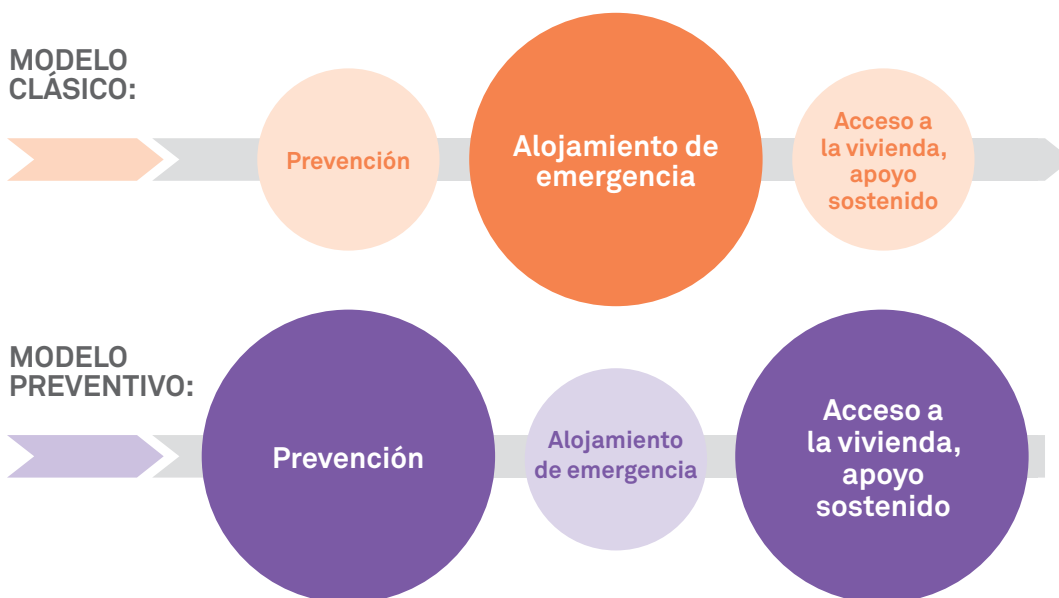 MODELO
CLÁSICO:
Prevención
Alojamiento de
emergencia
Acceso a
la vivienda,
apoyo
sostenido
MODELO
PREVENTIVO:
Prevención
Alojamiento
de emergencia
Acceso a
la vivienda,
apoyo
sostenido